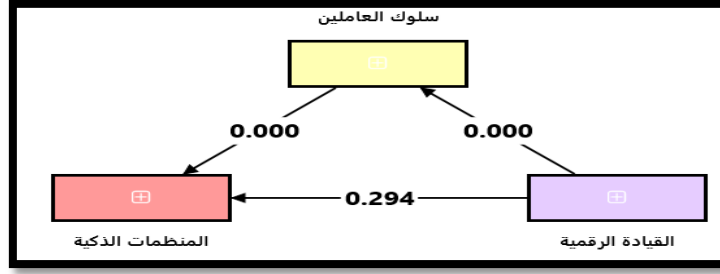 سلوك العاملين
0.000
0.000
0.294
المنظمات الذكية
القيادة الرقمية